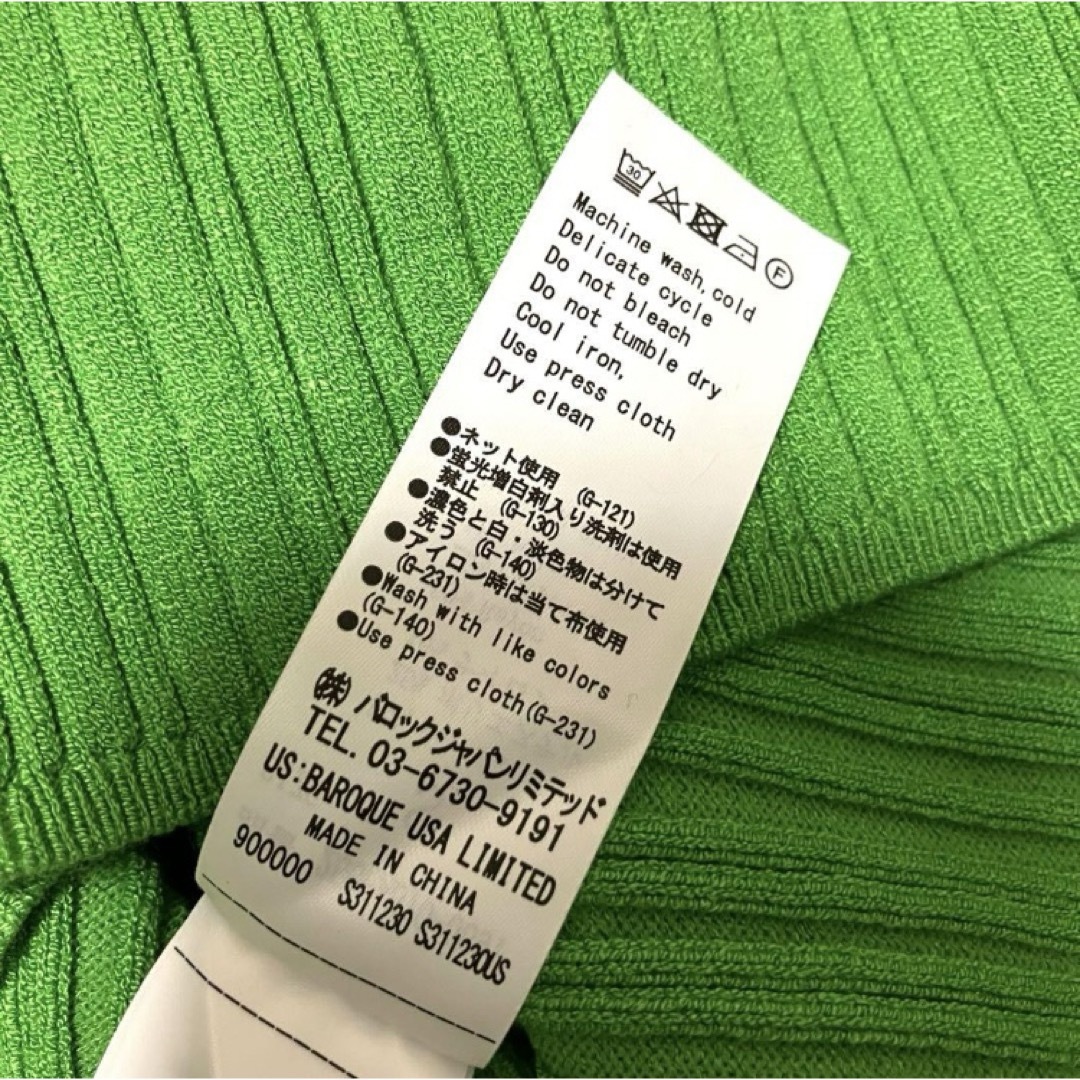 30
F
Machine wash, cold
Delicate cycle
Do not bleach
Do not tumble dry
Cool iron,
Use press cloth
Dry clean
●ネット使用 (G-121)
●蛍光増白剤入り洗剤は使用
禁止 (G-130)
●濃色と白・淡色物は分けて
洗う (G-140)
●アイロン時は当て布使用
(G-231)
●Wash with like colors
(G-140)
●Use press cloth(G-231)
㈱バロックジャパンリミテッド
TEL. 03-6730-9191
US:BAROQUE USA LIMITED
MADE IN CHINA
900000 S311230 S311230US